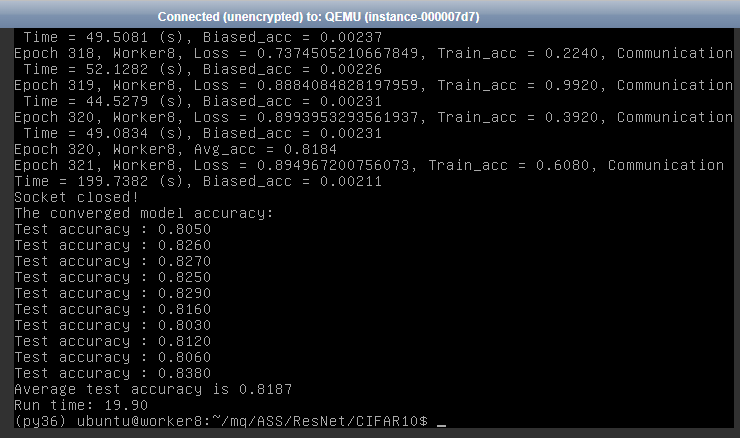 Connected (unencrypted) to: QEMU (instance-000007d7)
Time = 49.5081 (s), Biased_acc = 0.00237
Epoch 318, Worker8, Loss = 0.7374505210667849, Train_acc = 0.2240, Communication
Time = 52.1282 (s), Biased_acc = 0.00226
Epoch 319, Worker8, Loss = 0.8884084828197959, Train_acc = 0.9920, Communication
Time = 44.5279 (s), Biased_acc = 0.00231
Epoch 320, Worker8, Loss = 0.8993953293561937, Train_acc = 0.3920, Communication
Time = 49.0834 (s), Biased_acc = 0.00231
Epoch 320, Worker8, Avg_acc = 0.8184
Epoch 321, Worker8, Loss = 0.894967200756073, Train_acc = 0.6080, Communication
Time = 199.7382 (s), Biased_acc = 0.00211
Socket closed!
The converged model accuracy:
Test accuracy : 0.8050
Test accuracy : 0.8260
Test accuracy : 0.8270
Test accuracy : 0.8250
Test accuracy : 0.8290
Test accuracy : 0.8160
Test accuracy : 0.8030
Test accuracy : 0.8120
Test accuracy : 0.8060
Test accuracy : 0.8380
Average test accuracy is 0.8187
Run time: 19.90
(py36) ubuntu@worker8:~/mq/ASS/ResNet/CIFAR10$ _